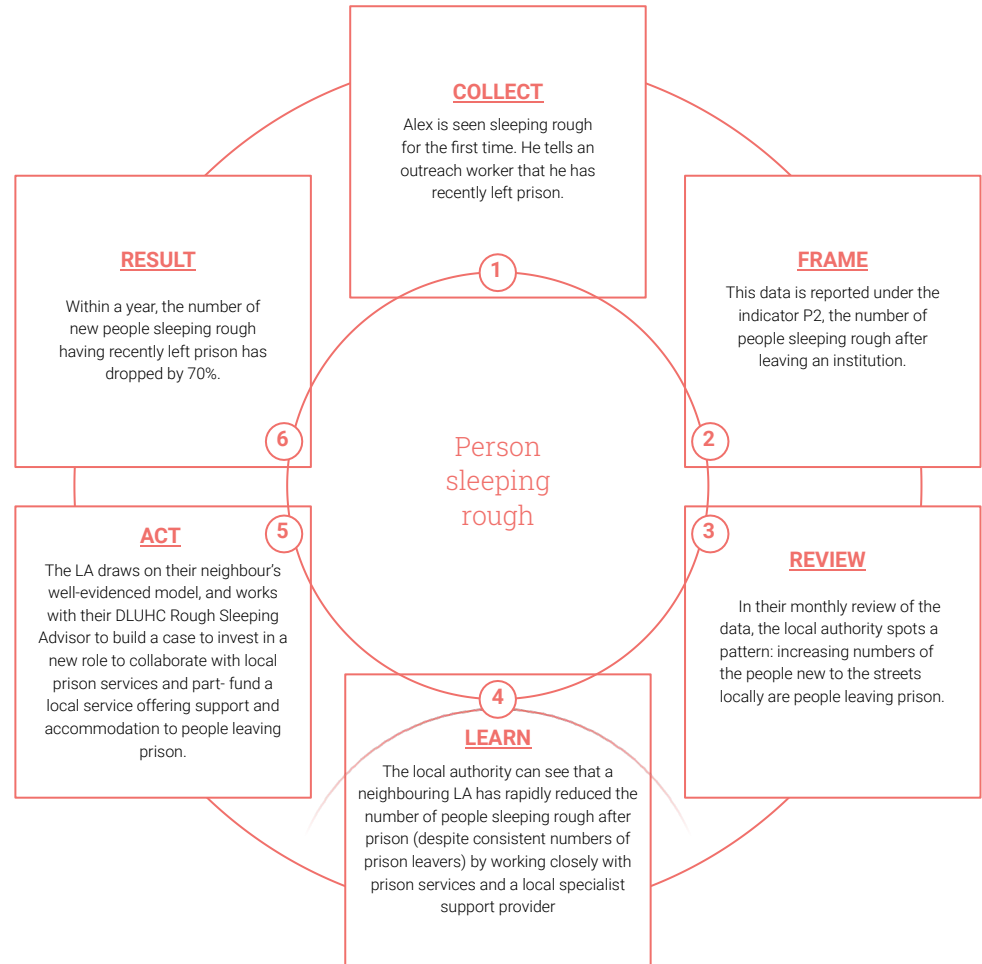 COLLECT
Alex is seen sleeping rough
for the first time. He tells an
outreach worker that he has
recently left prison.
1
FRAME
This data is reported under the
indicator P2, the number of
people sleeping rough after
leaving an institution.
2
REVIEW
In their monthly review of the
data, the local authority spots a
pattern: increasing numbers of
the people new to the streets
locally are people leaving prison.
3
LEARN
The local authority can see that a
neighbouring LA has rapidly reduced the
number of people sleeping rough after
prison (despite consistent numbers of
prison leavers) by working closely with
prison services and a local specialist
support provider
4
ACT
The LA draws on their neighbour’s
well-evidenced model, and works
with their DLUHC Rough Sleeping
Advisor to build a case to invest in a
new role to collaborate with local
prison services and part- fund a
local service offering support and
accommodation to people leaving
prison.
5
RESULT
Within a year, the number of
new people sleeping rough
having recently left prison has
dropped by 70%.
6
Person
sleeping
rough